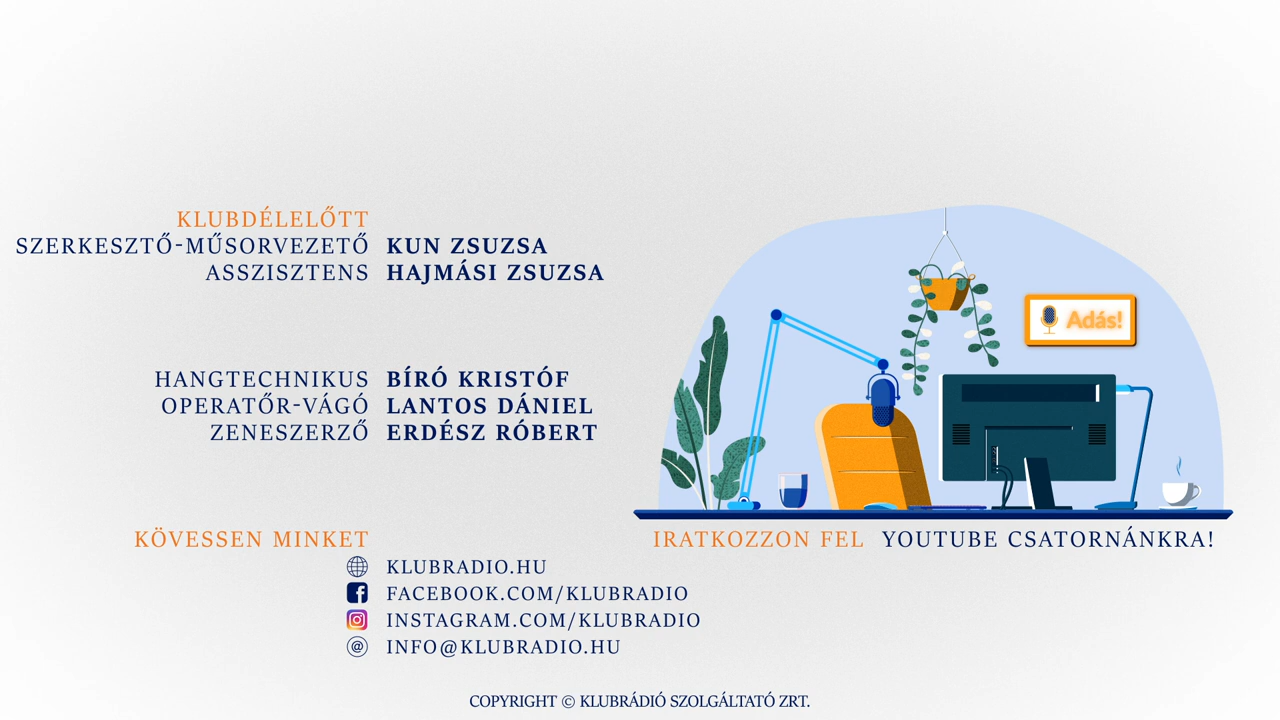 KLUBDÉLELŐTT
SZERKESZTŐ-MŰSORVEZETŐ KUN ZSUZSA
ASSZISZTENS HAJMÁSI ZSUZSA
Adás!
HANGTECHNIKUS BÍRÓ KRISTÓF
OPERATŐR-VÁGÓ LANTOS DÁNIEL
ZENESZERZŐ ERDÉSZ RÓBERT
KÖVESSEN MINKET
IRATKOZZON FEL YOUTUBE CSATORNÁNKRA!
KLUBRADIO.HU
FACEBOOK.COM/KLUBRADIO
INSTAGRAM.COM/KLUBRADIO
INFO@KLUBRADIO.HU
COPYRIGHT © KLUBRÁDIÓ SZOLGÁLTATÓ ZRT.